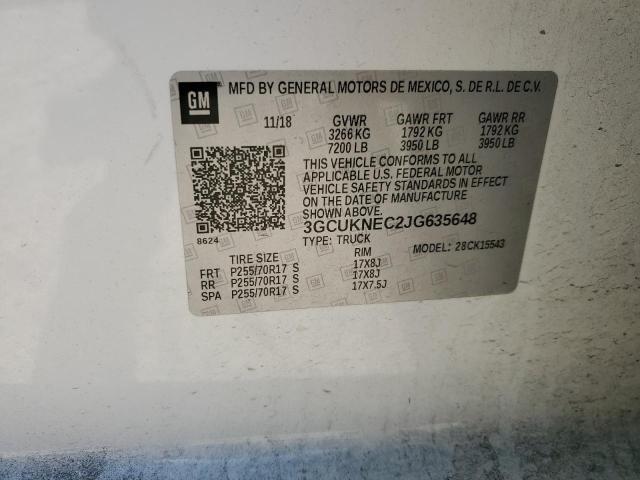 GM
MFD BY GENERAL MOTORS DE MEXICO, S. DE R.L. DE C.V.
11/18 GVWR GAWR FRT GAWR RR
3266 KG 1792 KG 1792 KG
7200 LB 3950 LB 3950 LB
THIS VEHICLE CONFORMS TO ALL
APPLICABLE U.S. FEDERAL MOTOR
VEHICLE SAFETY STANDARDS IN EFFECT
ON THE DATE OF MANUFACTURE
SHOWN ABOVE
3GCUKNEC2JG635648
8624
TYPE: TRUCK MODEL: 28CK15543
TIRE SIZE RIM
FRT P255/70R17 S 17X8J
RR P255/70R17 S 17X8J
SPA P255/70R17 S 17X7.5J